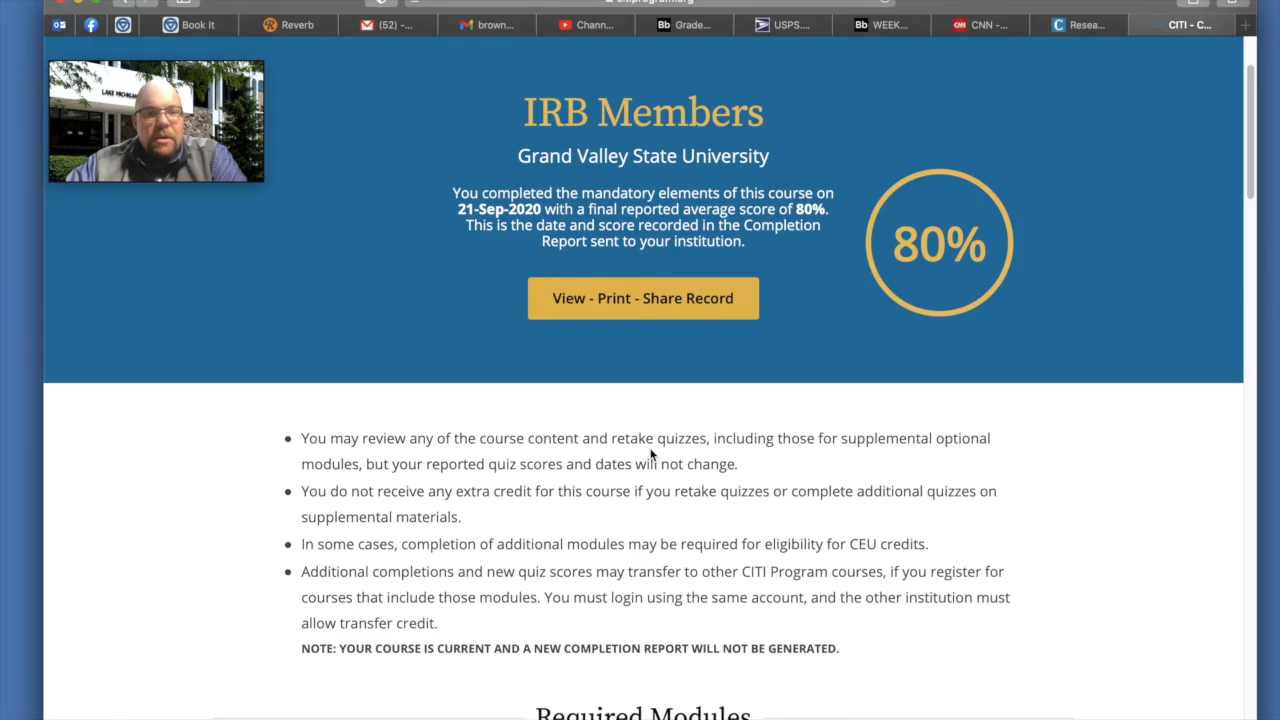 citiprogram.org
Book It
Reverb
(52) -...
brown...
Chann...
Bb Grade...
USPS....
Bb WEEK...
CNN CNN -...
C Resea...
CITI - C...
LAKE MICHIGAN
IRB Members
Grand Valley State University
You completed the mandatory elements of this course on
21-Sep-2020 with a final reported average score of 80%.
This is the date and score recorded in the Completion
Report sent to your institution.
80%
View - Print - Share Record
• You may review any of the course content and retake quizzes, including those for supplemental optional
modules, but your reported quiz scores and dates will not change.
• You do not receive any extra credit for this course if you retake quizzes or complete additional quizzes on
supplemental materials.
• In some cases, completion of additional modules may be required for eligibility for CEU credits.
• Additional completions and new quiz scores may transfer to other CITI Program courses, if you register for
courses that include those modules. You must login using the same account, and the other institution must
allow transfer credit.
NOTE: YOUR COURSE IS CURRENT AND A NEW COMPLETION REPORT WILL NOT BE GENERATED.
Required Modules